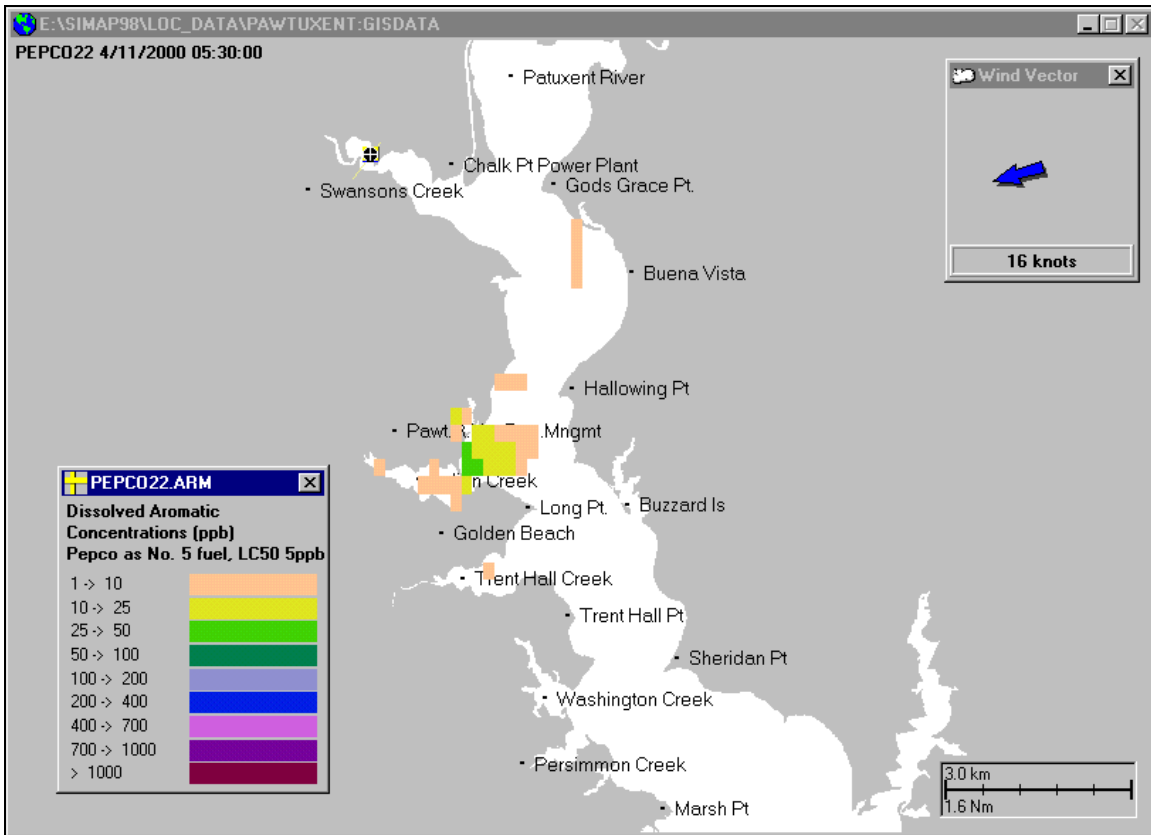 E:\SIMAP98\LOC_DATA\PAWTUXENT:GISDATA
PEPCO22 4/11/2000 05:30:00
Wind Vector
16 knots
Patuxent River
Chalk Pt Power Plant
Gods Grace Pt.
Swansons Creek
Buena Vista
Hallowing Pt
Pawt. .Mngmt
Creek
Long Pt.
Buzzard Is
Golden Beach
Trent Hall Creek
Trent Hall Pt
Sheridan Pt
Washington Creek
Persimmon Creek
Marsh Pt
PEPCO22.ARM
Dissolved Aromatic
Concentrations (ppb)
Pepco as No. 5 fuel, LC50 5ppb
1 -> 10
10 -> 25
25 -> 50
50 -> 100
100 -> 200
200 -> 400
400 -> 700
700 -> 1000
> 1000
3.0 km
1.6 Nm